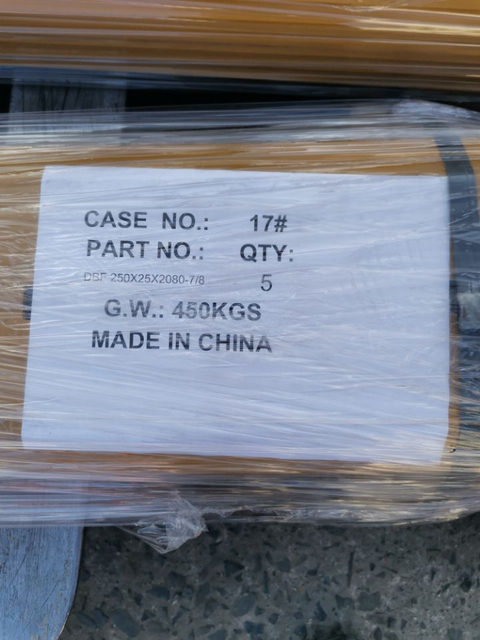 CASE NO.: 17#
PART NO.: QTY:
DBF 250X25X2080-7/8 5
G.W.: 450KGS
MADE IN CHINA